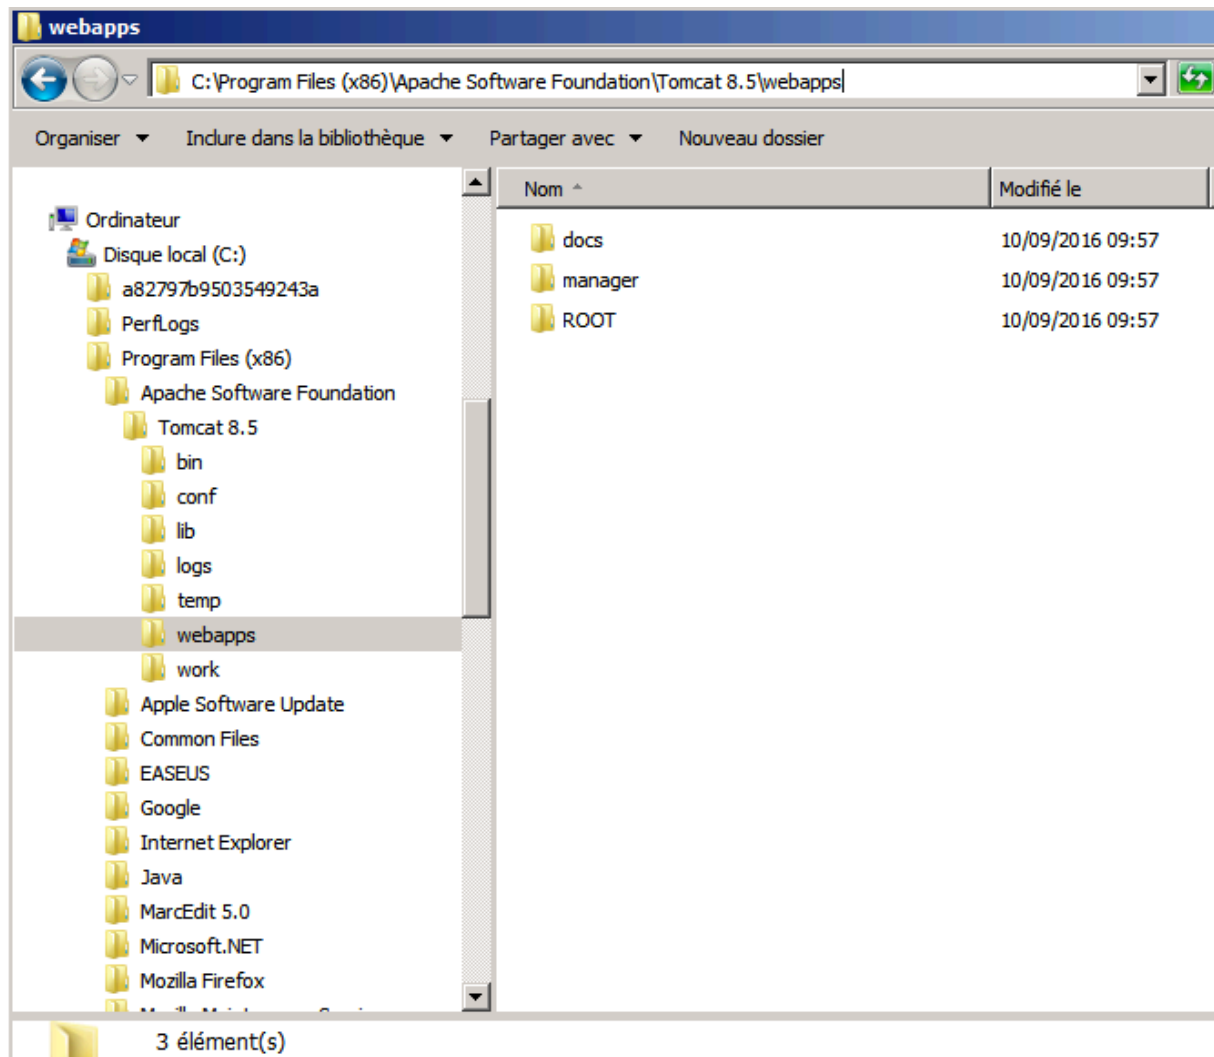 webapps
C:\Program Files (x86)\Apache Software Foundation\Tomcat 8.5\webapps
Organiser Inclure dans la bibliothèque Partager avec Nouveau dossier
Nom Modifié le
Ordinateur
Disque local (C:)
a82797b9503549243a
PerfLogs
Program Files (x86)
Apache Software Foundation
Tomcat 8.5
bin
conf
lib
logs
temp
webapps
work
Apple Software Update
Common Files
EASEUS
Google
Internet Explorer
Java
MarcEdit 5.0
Microsoft.NET
Mozilla Firefox
docs 10/09/2016 09:57
manager 10/09/2016 09:57
ROOT 10/09/2016 09:57
3 élément(s)